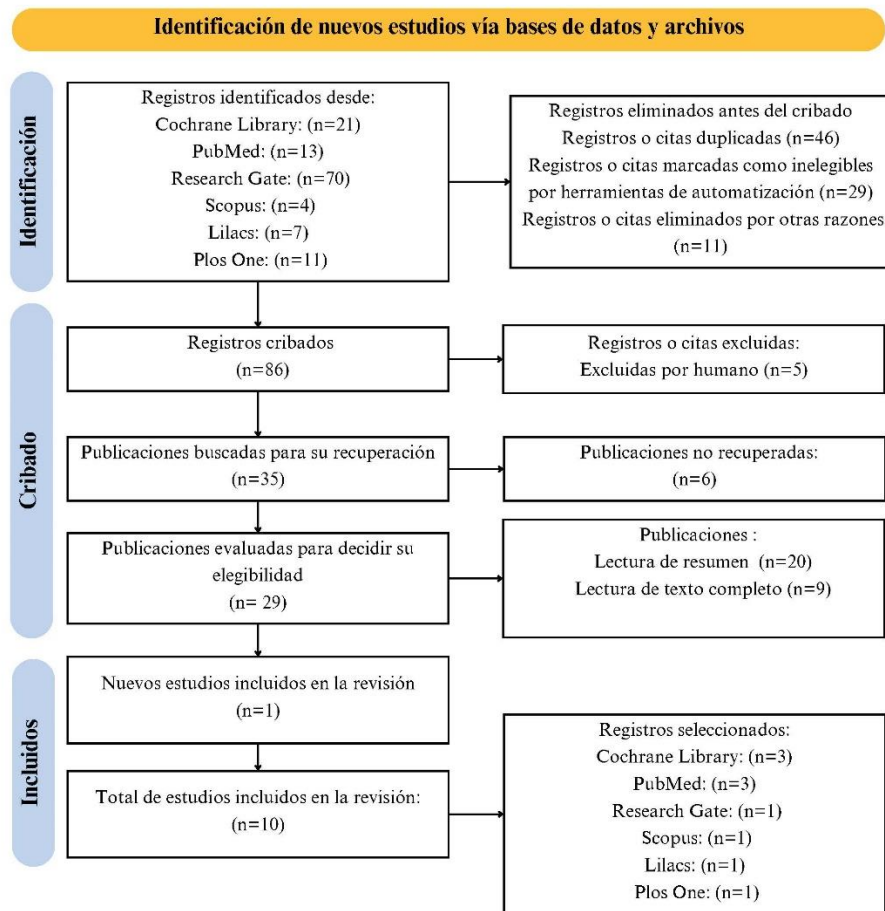 Identificación de nuevos estudios vía bases de datos y archivos
Identificación
Registros identificados desde:
Cochrane Library: (n=21)
PubMed: (n=13)
Research Gate: (n=70)
Scopus: (n=4)
Lilacs: (n=7)
Plos One: (n=11)
Registros eliminados antes del cribado
Registros o citas duplicadas (n=46)
Registros o citas marcadas como inelegibles
por herramientas de automatización (n=29)
Registros o citas eliminados por otras razones
(n=11)
Cribado
Registros cribados
(n=86)
Registros o citas excluidas:
Excluidas por humano (n=5)
Publicaciones buscadas para su recuperación
(n=35)
Publicaciones no recuperadas:
(n=6)
Publicaciones evaluadas para decidir su
elegibilidad
(n= 29)
Publicaciones :
Lectura de resumen (n=20)
Lectura de texto completo (n=9)
Incluidos
Nuevos estudios incluidos en la revisión
(n=1)
Total de estudios incluidos en la revisión:
(n=10)
Registros seleccionados:
Cochrane Library: (n=3)
PubMed: (n=3)
Research Gate: (n=1)
Scopus: (n=1)
Lilacs: (n=1)
Plos One: (n=1)